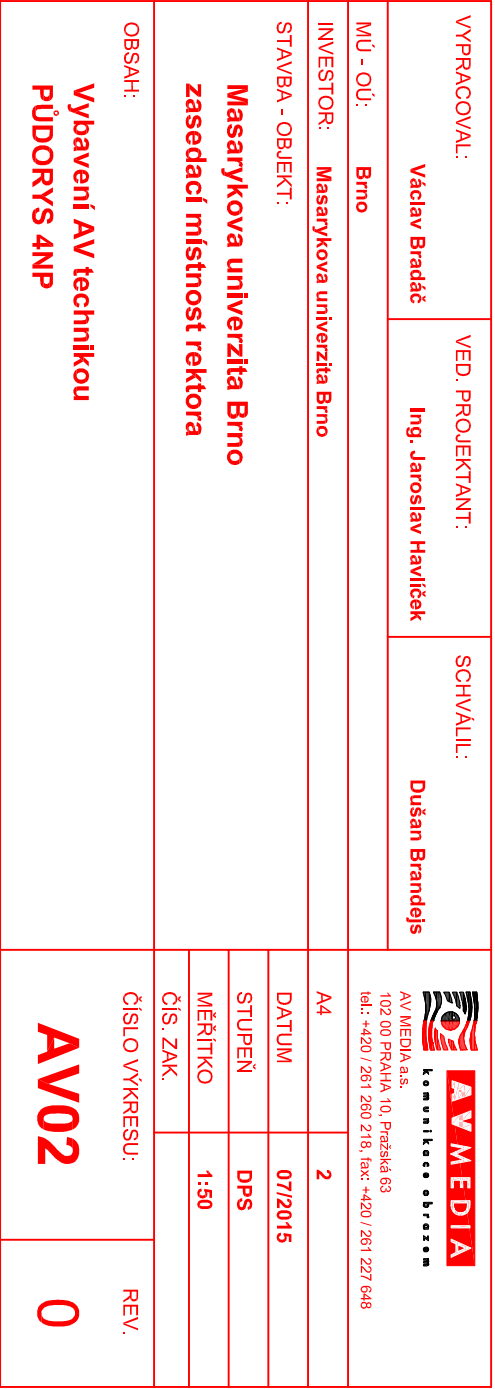 VYPRACOVAL:
Václav Bradáč
VED. PROJEKTANT:
Ing. Jaroslav Havlíček
SCHVÁLIL:
Dušan Brandejs
AV MEDIA
komunikace obrazem
AV MEDIA a.s.
102 00 PRAHA 10, Pražská 63
tel.: +420 / 261 260 218, fax: +420 / 261 227 648
MÚ - OÚ: Brno
INVESTOR: Masarykova univerzita Brno
A4 2
STAVBA - OBJEKT:
Masarykova univerzita Brno
zasedací místnost rektora
DATUM 07/2015
STUPEŇ DPS
MĚŘÍTKO 1:50
ČÍS. ZAK.
OBSAH:
Vybavení AV technikou
PŮDORYS 4NP
ČÍSLO VÝKRESU:
AV02
REV.
0